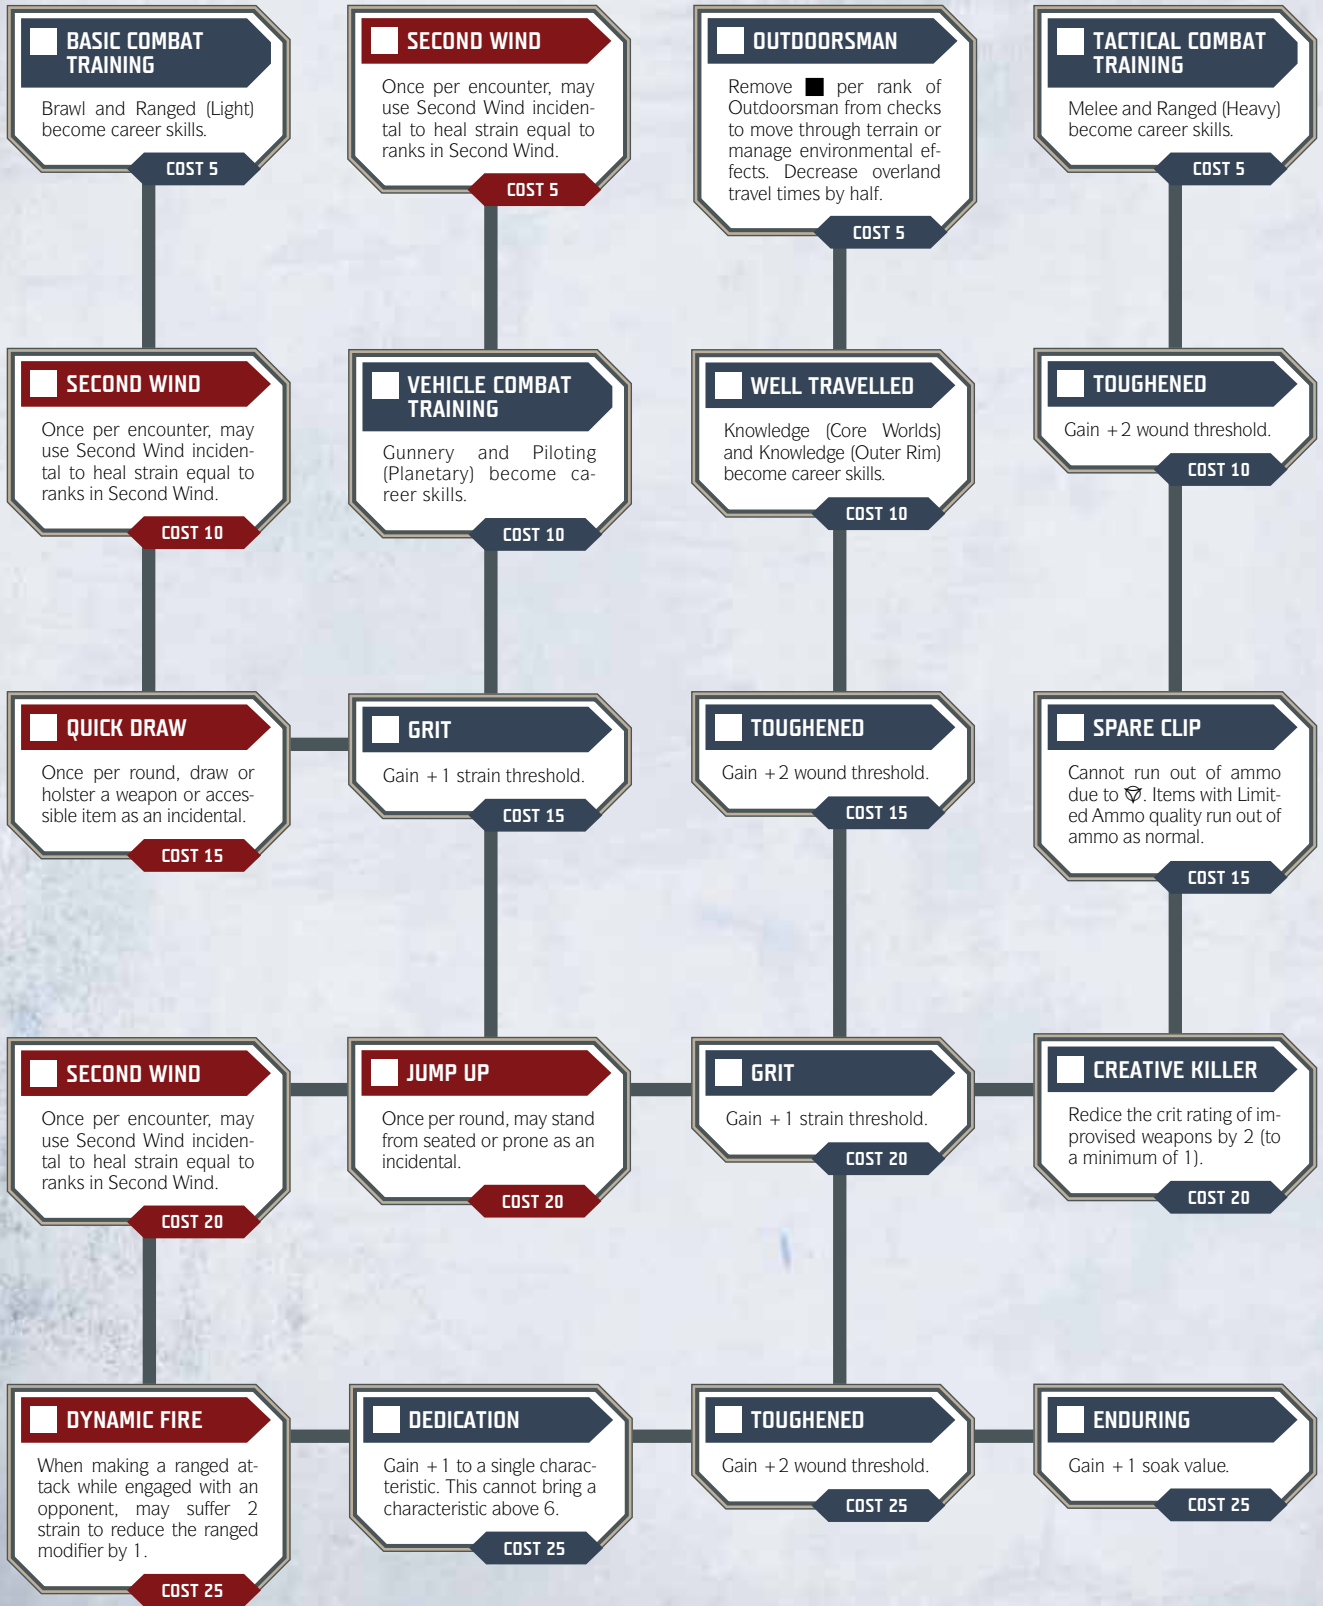 BASIC COMBAT
TRAINING
Brawl and Ranged (Light)
become career skills.
COST 5
SECOND WIND
Once per encounter, may
use Second Wind inciden-
tal to heal strain equal to
ranks in Second Wind.
COST 5
OUTDOORSMAN
Remove ■ per rank of
Outdoorsman from checks
to move through terrain or
manage environmental ef-
fects. Decrease overland
travel times by half.
COST 5
TACTICAL COMBAT
TRAINING
Melee and Ranged (Heavy)
become career skills.
COST 5
SECOND WIND
Once per encounter, may
use Second Wind inciden-
tal to heal strain equal to
ranks in Second Wind.
COST 10
VEHICLE COMBAT
TRAINING
Gunnery and Piloting
(Planetary) become ca-
reer skills.
COST 10
WELL TRAVELLED
Knowledge (Core Worlds)
and Knowledge (Outer Rim)
become career skills.
COST 10
TOUGHENED
Gain +2 wound threshold.
COST 10
QUICK DRAW
Once per round, draw or
holster a weapon or acces-
sible item as an incidental.
COST 15
GRIT
Gain +1 strain threshold.
COST 15
TOUGHENED
Gain +2 wound threshold.
COST 15
SPARE CLIP
Cannot run out of ammo
due to . Items with Limit-
ed Ammo quality run out of
ammo as normal.
COST 15
SECOND WIND
Once per encounter, may
use Second Wind inciden-
tal to heal strain equal to
ranks in Second Wind.
COST 20
JUMP UP
Once per round, may stand
from seated or prone as an
incidental.
COST 20
GRIT
Gain +1 strain threshold.
COST 20
CREATIVE KILLER
Redice the crit rating of im-
provised weapons by 2 (to
a minimum of 1).
COST 20
DYNAMIC FIRE
When making a ranged at-
tack while engaged with an
opponent, may suffer 2
strain to reduce the ranged
modifier by 1.
COST 25
DEDICATION
Gain +1 to a single charac-
teristic. This cannot bring a
characteristic above 6.
COST 25
TOUGHENED
Gain +2 wound threshold.
COST 25
ENDURING
Gain +1 soak value.
COST 25